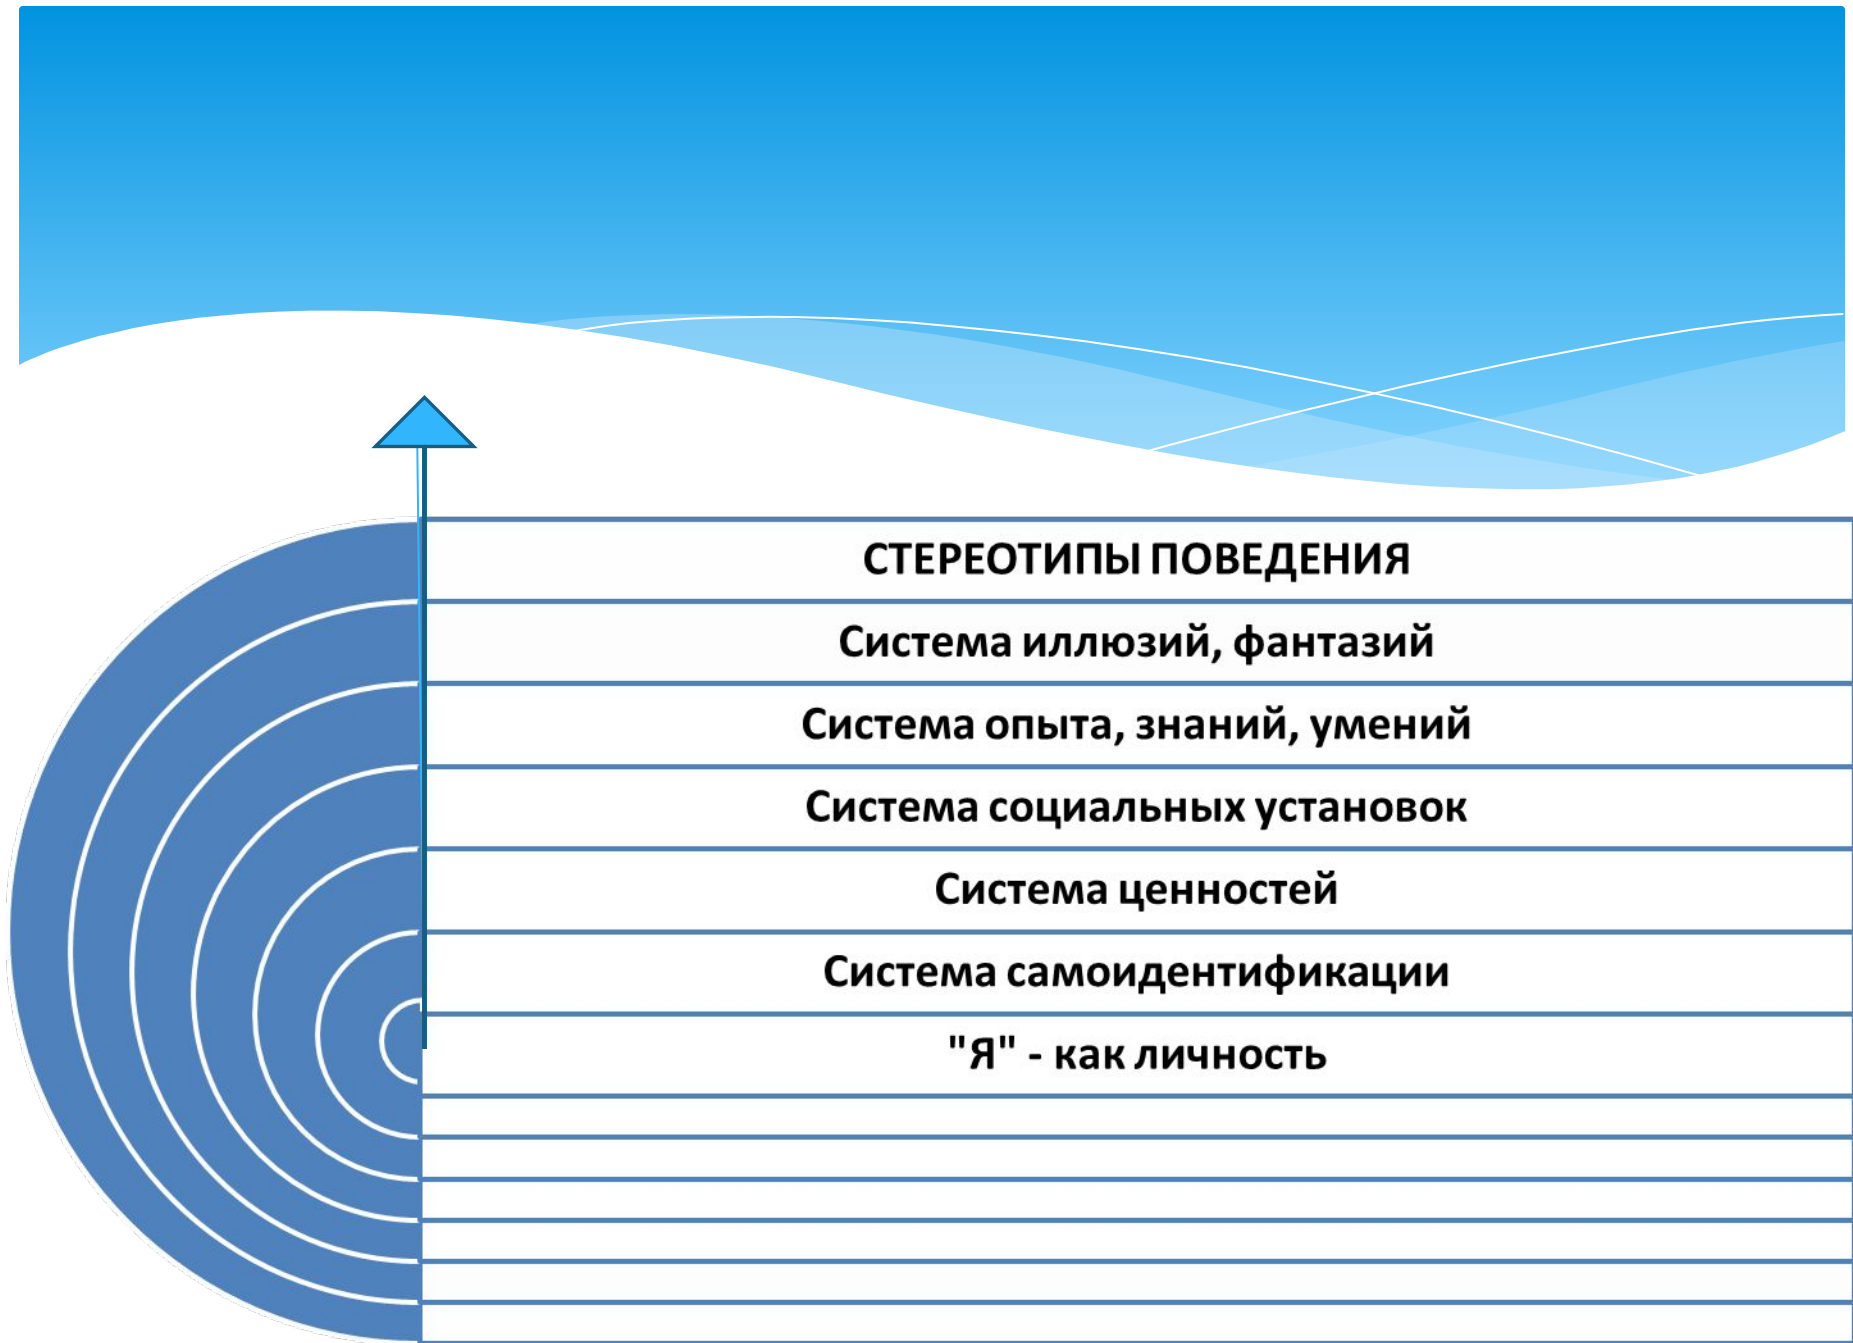 СТЕРЕОТИПЫ ПОВЕДЕНИЯ
Система иллюзий, фантазий
Система опыта, знаний, умений
Система социальных установок
Система ценностей
Система самоидентификации
"Я" - как личность